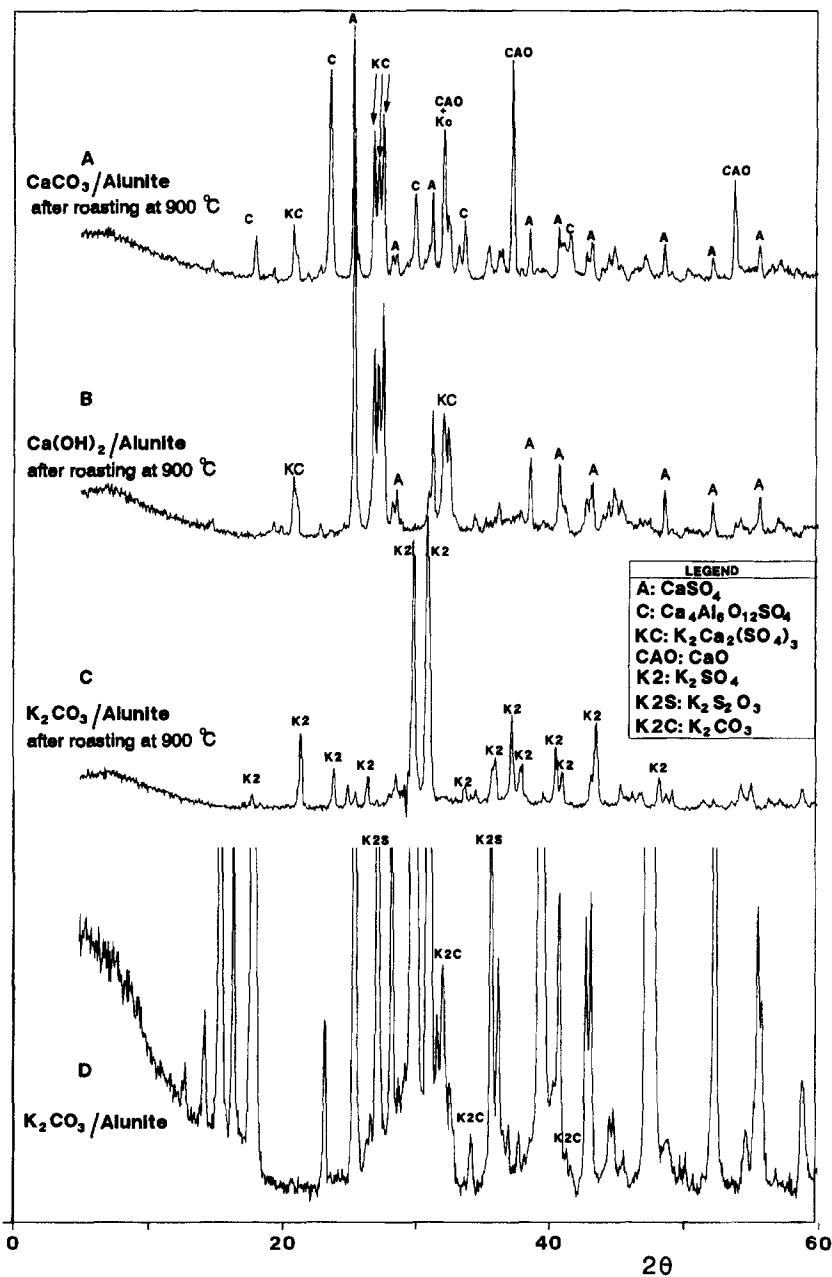 A
C
KC
CAO
CAO
+
Kc
A
CaCO3/Alunite
after roasting at 900 °C
C
KC
A
C
A
C
A
A
C
A
A
A
CAO
A
B
Ca(OH)2/Alunite
after roasting at 900 °C
KC
A
KC
A
A
A
A
A
A
K2
K2
LEGEND
A: CaSO4
C: Ca4Al6O12SO4
KC: K2Ca2(SO4)3
CAO: CaO
K2: K2SO4
K2S: K2S2O3
K2C: K2CO3
C
K2CO3/Alunite
after roasting at 900 °C
K2
K2
K2
K2
K2
K2
K2
K2
K2
K2
K2
K2
K2S
K2S
K2C
D
K2CO3/Alunite
K2C
K2C
0
20
40
60
2θ